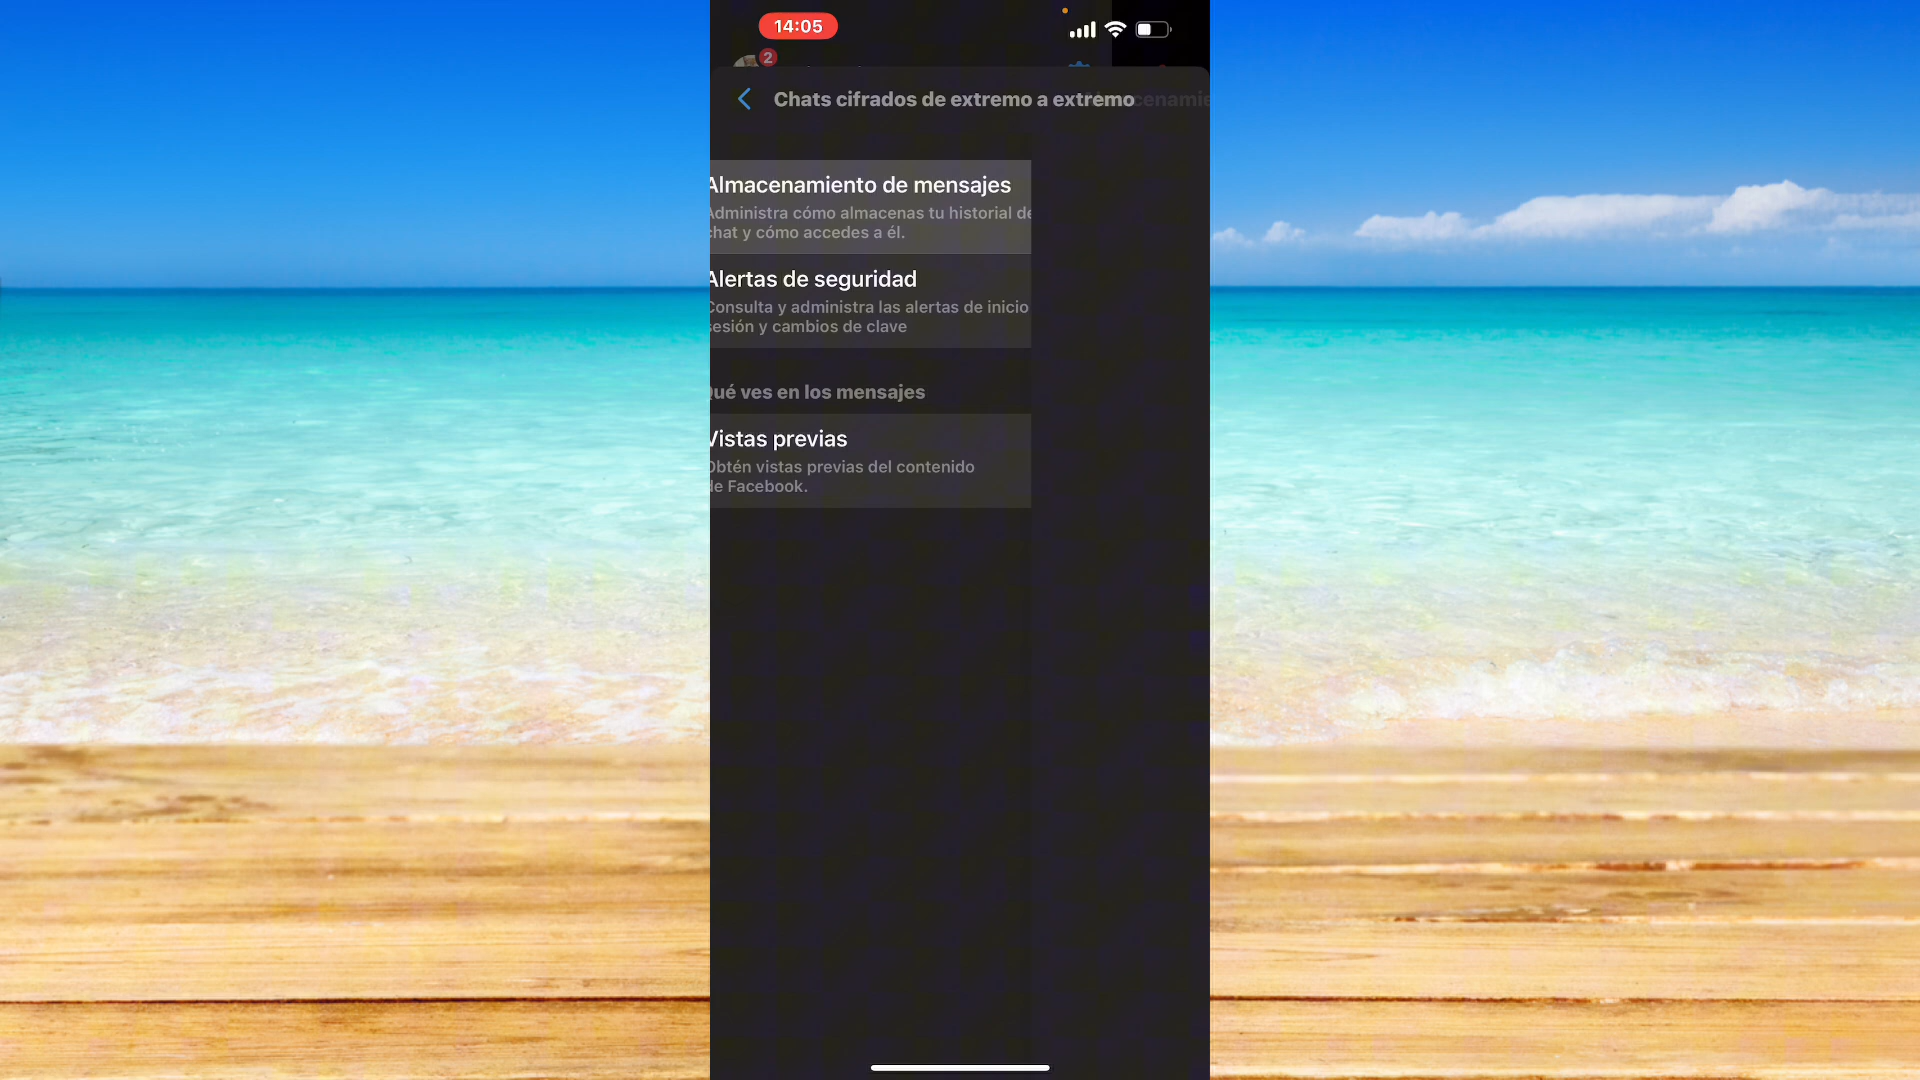 14:05
2
Chats cifrados de extremo a extremo
Almacenamiento de mensajes
Administra cómo almacenas tu historial de
chat y cómo accedes a él.
Alertas de seguridad
Consulta y administra las alertas de inicio
sesión y cambios de clave
Qué ves en los mensajes
Vistas previas
Obtén vistas previas del contenido
de Facebook.